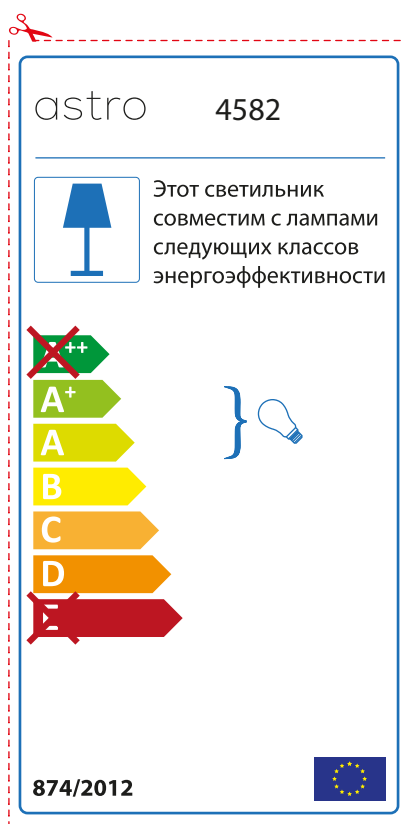 astro 4582
Этот светильник
совместим с лампами
следующих классов
энергоэффективности
A++
A+
A
B
C
D
E
874/2012